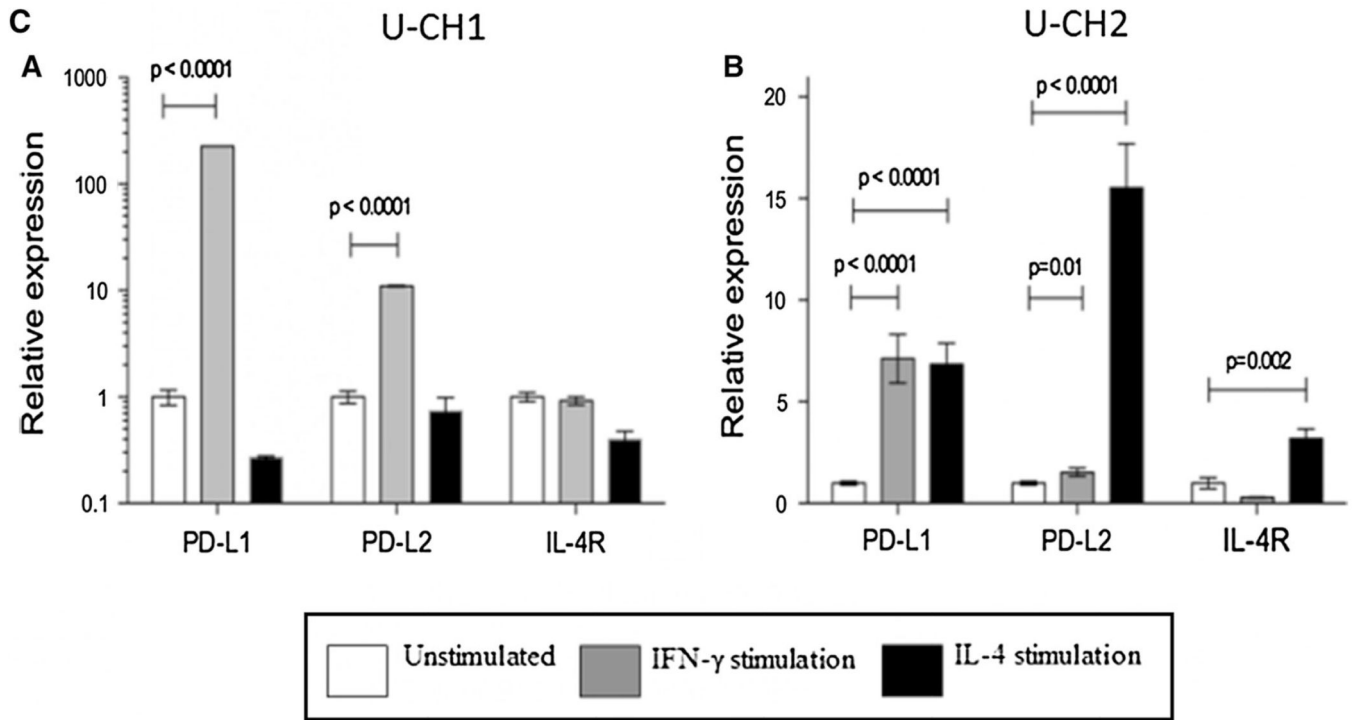 C
U-CH1
U-CH2
A
B
p < 0.0001
1000
100
10
1
0.1
Relative expression
p < 0.0001
PD-L1
PD-L2
IL-4R
p < 0.0001
20
15
10
5
0
Relative expression
p < 0.0001
p < 0.0001
p=0.01
p=0.002
PD-L1
PD-L2
IL-4R
Unstimulated
IFN-γ stimulation
IL-4 stimulation